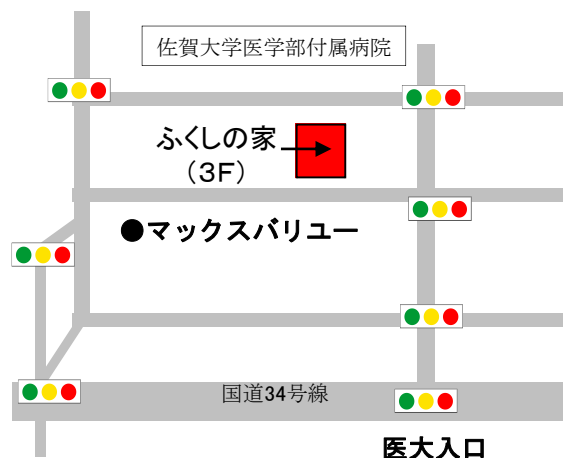 佐賀大学医学部付属病院
ふくしの家
（3F）
●マックスバリユー
国道34号線
医大入口